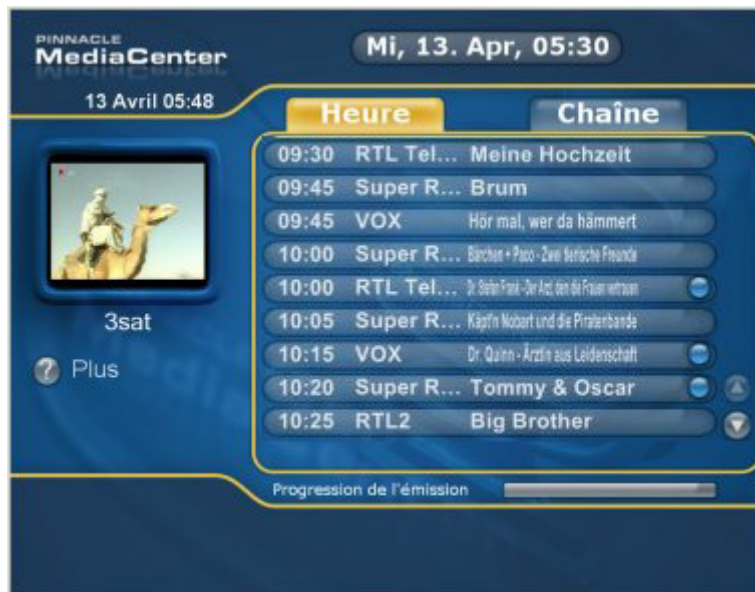 PINNACLE
MediaCenter
Mi, 13. Apr, 05:30
13 Avril 05:48
Heure
Chaîne
09:30 RTL Tel... Meine Hochzeit
09:45 Super R... Brum
09:45 VOX Hör mal, wer da hämmert
10:00 Super R... Bärchen + Paco - Zwei tierische Freunde
10:00 RTL Tel... Dr. Stefan Frank - Der Arzt, dem die Frauen vertrauen
10:05 Super R... Käpt'n Nobart und die Piratenbande
10:15 VOX Dr. Quinn - Ärztin aus Leidenschaft
10:20 Super R... Tommy & Oscar
10:25 RTL2 Big Brother
3sat
? Plus
Progression de l'émission